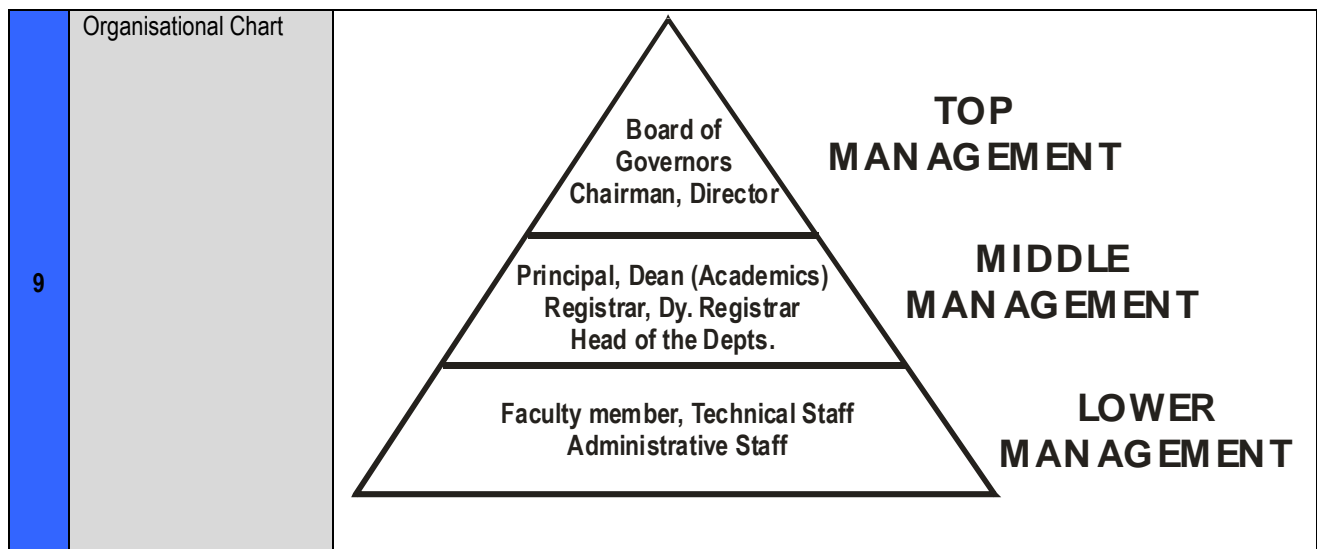 9
Organisational Chart
Board of
Governors
Chairman, Director
TOP
MANAGEMENT
Principal, Dean (Academics)
Registrar, Dy. Registrar
Head of the Depts.
MIDDLE
MANAGEMENT
Faculty member, Technical Staff
Administrative Staff
LOWER
MANAGEMENT